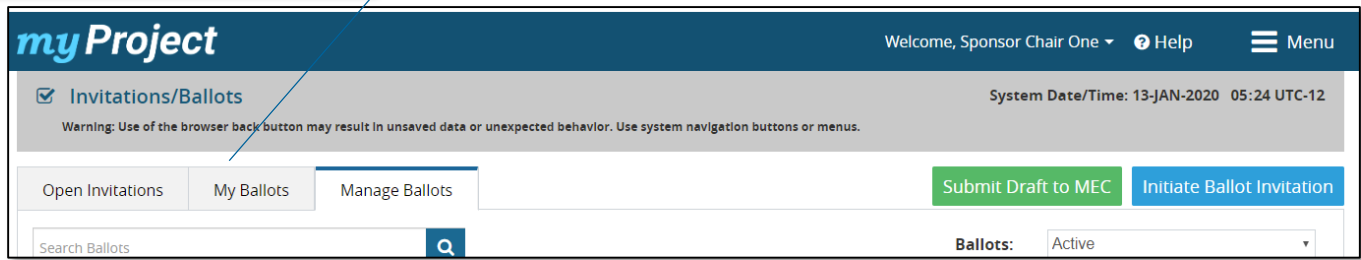 myProject Welcome, Sponsor Chair One Help Menu
Invitations/Ballots System Date/Time: 13-JAN-2020 05:24 UTC-12
Warning: Use of the browser back button may result in unsaved data or unexpected behavior. Use system navigation buttons or menus.
Open Invitations My Ballots Manage Ballots Submit Draft to MEC Initiate Ballot Invitation
Search Ballots Ballots: Active